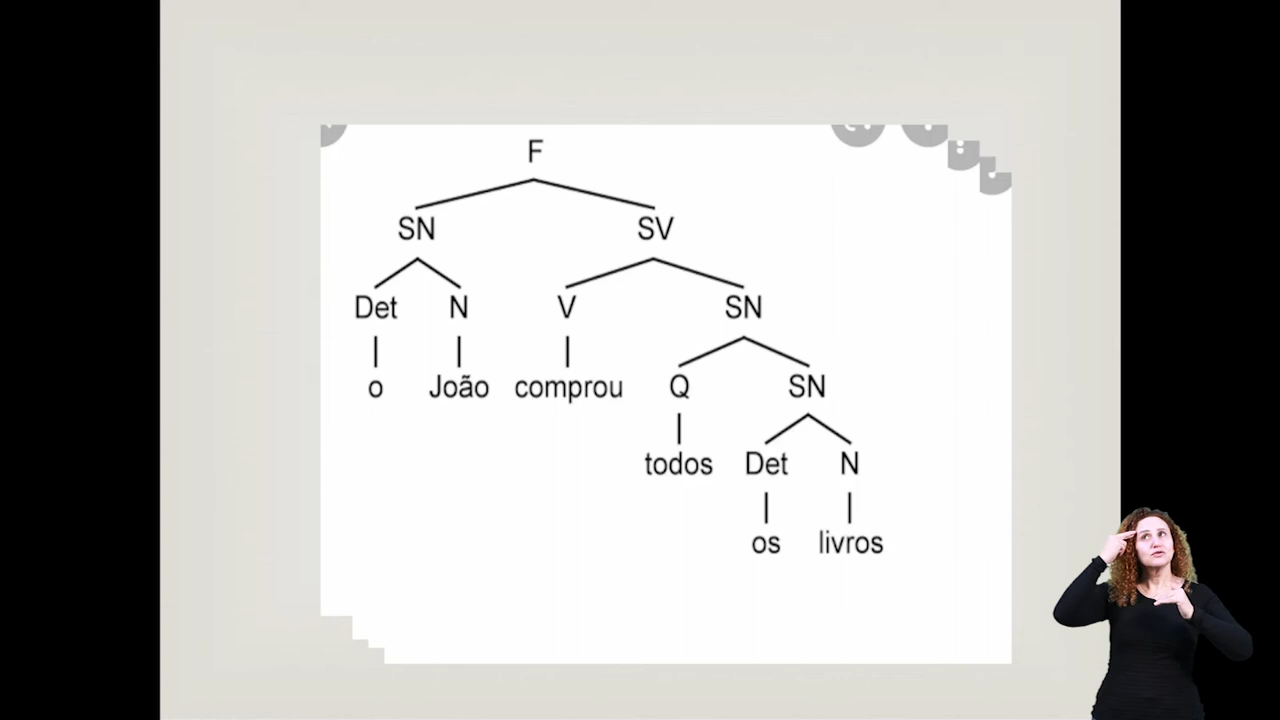 F
SN SV
Det N V SN
o João comprou Q SN
todos Det N
os livros